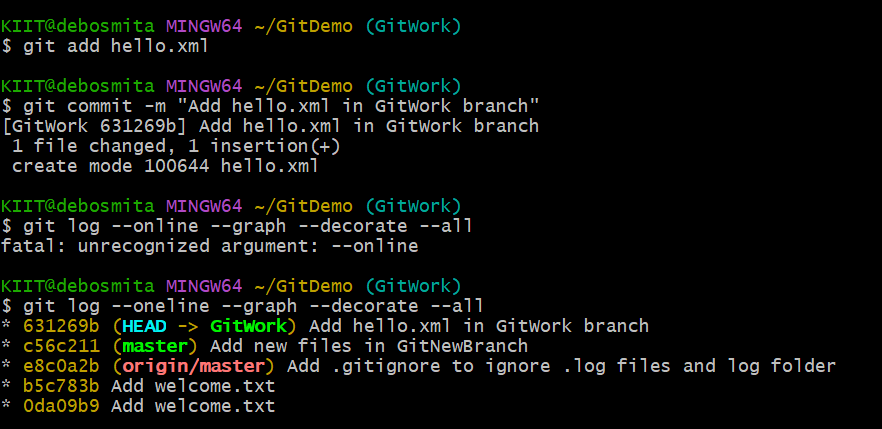 KIIT@debosmita MINGW64 ~/GitDemo (GitWork)
$ git add hello.xml
KIIT@debosmita MINGW64 ~/GitDemo (GitWork)
$ git commit -m "Add hello.xml in GitWork branch"
[GitWork 631269b] Add hello.xml in GitWork branch
 1 file changed, 1 insertion(+)
 create mode 100644 hello.xml
KIIT@debosmita MINGW64 ~/GitDemo (GitWork)
$ git log --online --graph --decorate --all
fatal: unrecognized argument: --online
KIIT@debosmita MINGW64 ~/GitDemo (GitWork)
$ git log --oneline --graph --decorate --all
* 631269b (HEAD -> GitWork) Add hello.xml in GitWork branch
* c56c211 (master) Add new files in GitNewBranch
* e8c0a2b (origin/master) Add .gitignore to ignore .log files and log folder
* b5c783b Add welcome.txt
* 0da09b9 Add welcome.txt